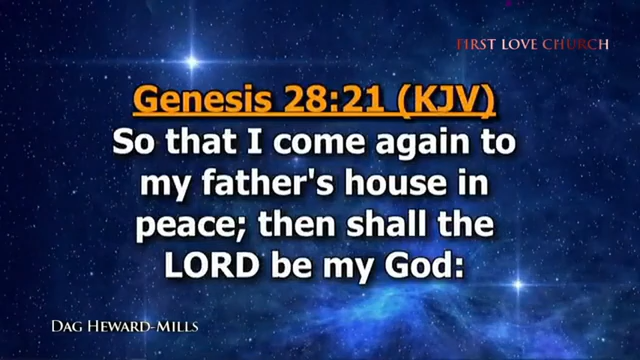 FIRST LOVE CHURCH
Genesis 28:21 (KJV)
So that I come again to
my father's house in
peace; then shall the
LORD be my God:
DAG HEWARD-MILLS